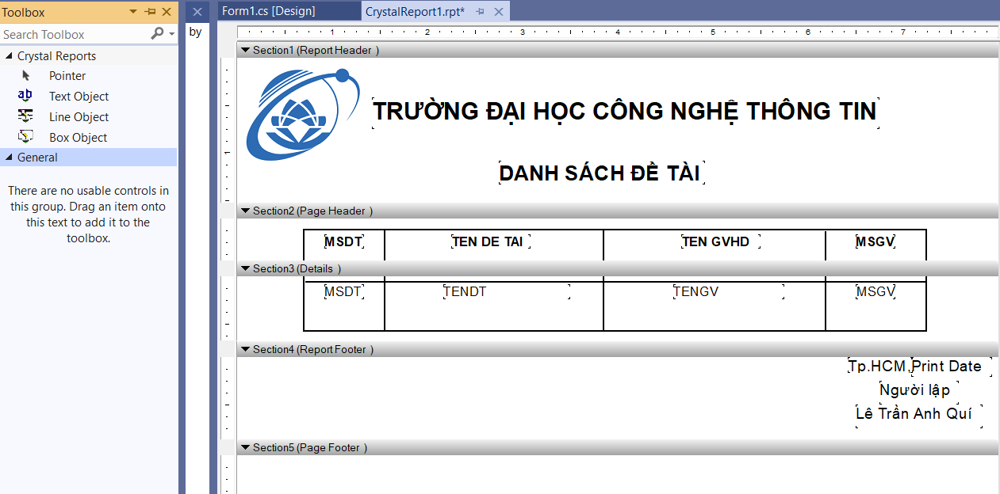 Toolbox
Search Toolbox
Crystal Reports
Pointer
ab Text Object
Line Object
Box Object
General
There are no usable controls in
this group. Drag an item onto
this text to add it to the
toolbox.
by
Form1.cs [Design] CrystalReport1.rpt*
1 2 3 4 5 6 7
Section1 (Report Header )
1
TRƯỜNG ĐẠI HỌC CÔNG NGHỆ THÔNG TIN
DANH SÁCH ĐỀ TÀI
Section2 (Page Header )
MSDT TEN DE TAI TEN GVHD MSGV
Section3 (Details )
MSDT TENDT TENGV MSGV
Section4 (Report Footer )
Tp.HCM,Print Date
Người lập
Lê Trần Anh Quí
Section5 (Page Footer )